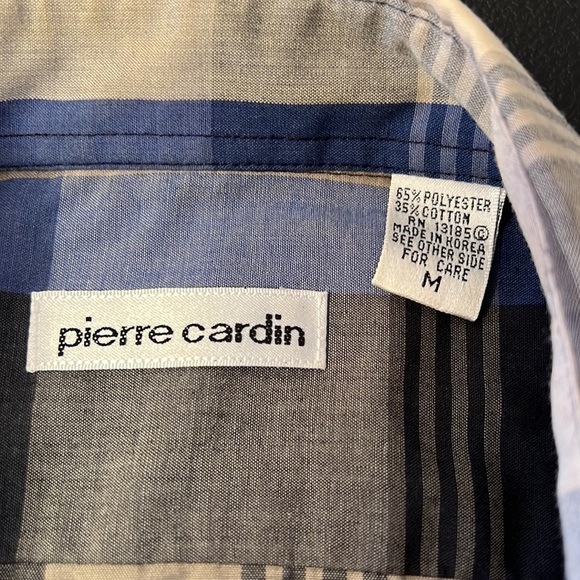 65% POLYESTER
35% COTTON
RN 13185 ©
MADE IN KOREA
SEE OTHER SIDE
FOR CARE
M
pierre cardin